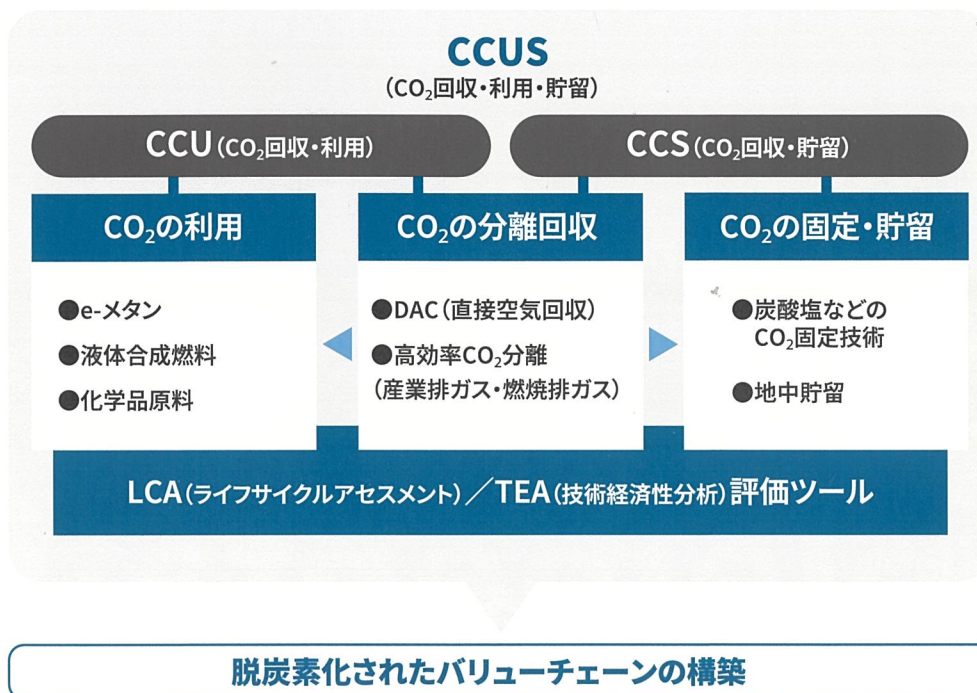 CCUS
(CO₂回収・利用・貯留)
CCU(CO₂回収・利用)
CCS(CO₂回収・貯留)
CO₂の利用
●e-メタン
●液体合成燃料
●化学品原料
CO₂の分離回収
●DAC(直接空気回収)
●高効率CO₂分離
(産業排ガス・燃焼排ガス)
CO₂の固定・貯留
●炭酸塩などの
CO₂固定技術
●地中貯留
LCA(ライフサイクルアセスメント)/TEA(技術経済性分析)評価ツール
脱炭素化されたバリューチェーンの構築